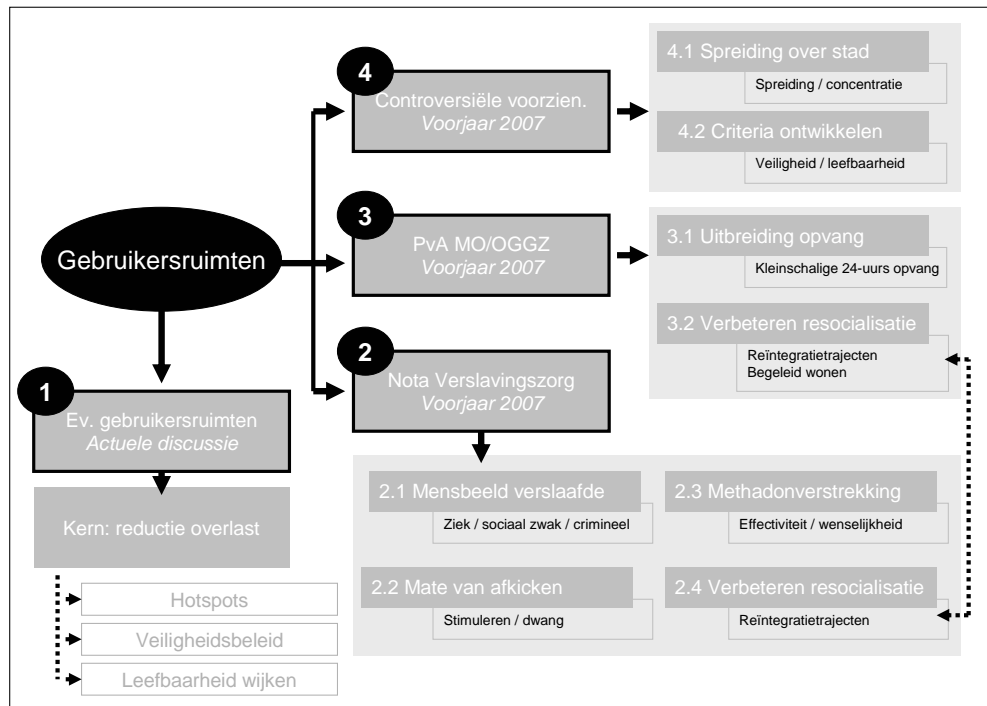 Gebruikersruimten
1
Ev. gebruikersruimten
Actuele discussie
Kern: reductie overlast
Hotspots
Veiligheidsbeleid
Leefbaarheid wijken
4
Controversiële voorzien.
Voorjaar 2007
4.1 Spreiding over stad
Spreiding / concentratie
4.2 Criteria ontwikkelen
Veiligheid / leefbaarheid
3
PvA MO/OGGZ
Voorjaar 2007
3.1 Uitbreiding opvang
Kleinschalige 24-uurs opvang
3.2 Verbeteren resocialisatie
Reïntegratietrajecten
Begeleid wonen
2
Nota Verslavingszorg
Voorjaar 2007
2.1 Mensbeeld verslaafde
Ziek / sociaal zwak / crimineel
2.2 Mate van afkicken
Stimuleren / dwang
2.3 Methadonverstrekking
Effectiviteit / wenselijkheid
2.4 Verbeteren resocialisatie
Reïntegratietrajecten